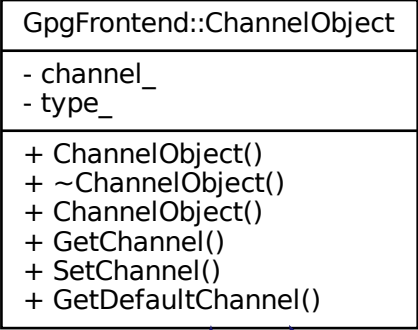 GpgFrontend::ChannelObject
- channel_
- type_
+ ChannelObject()
+ ~ChannelObject()
+ ChannelObject()
+ GetChannel()
+ SetChannel()
+ GetDefaultChannel()